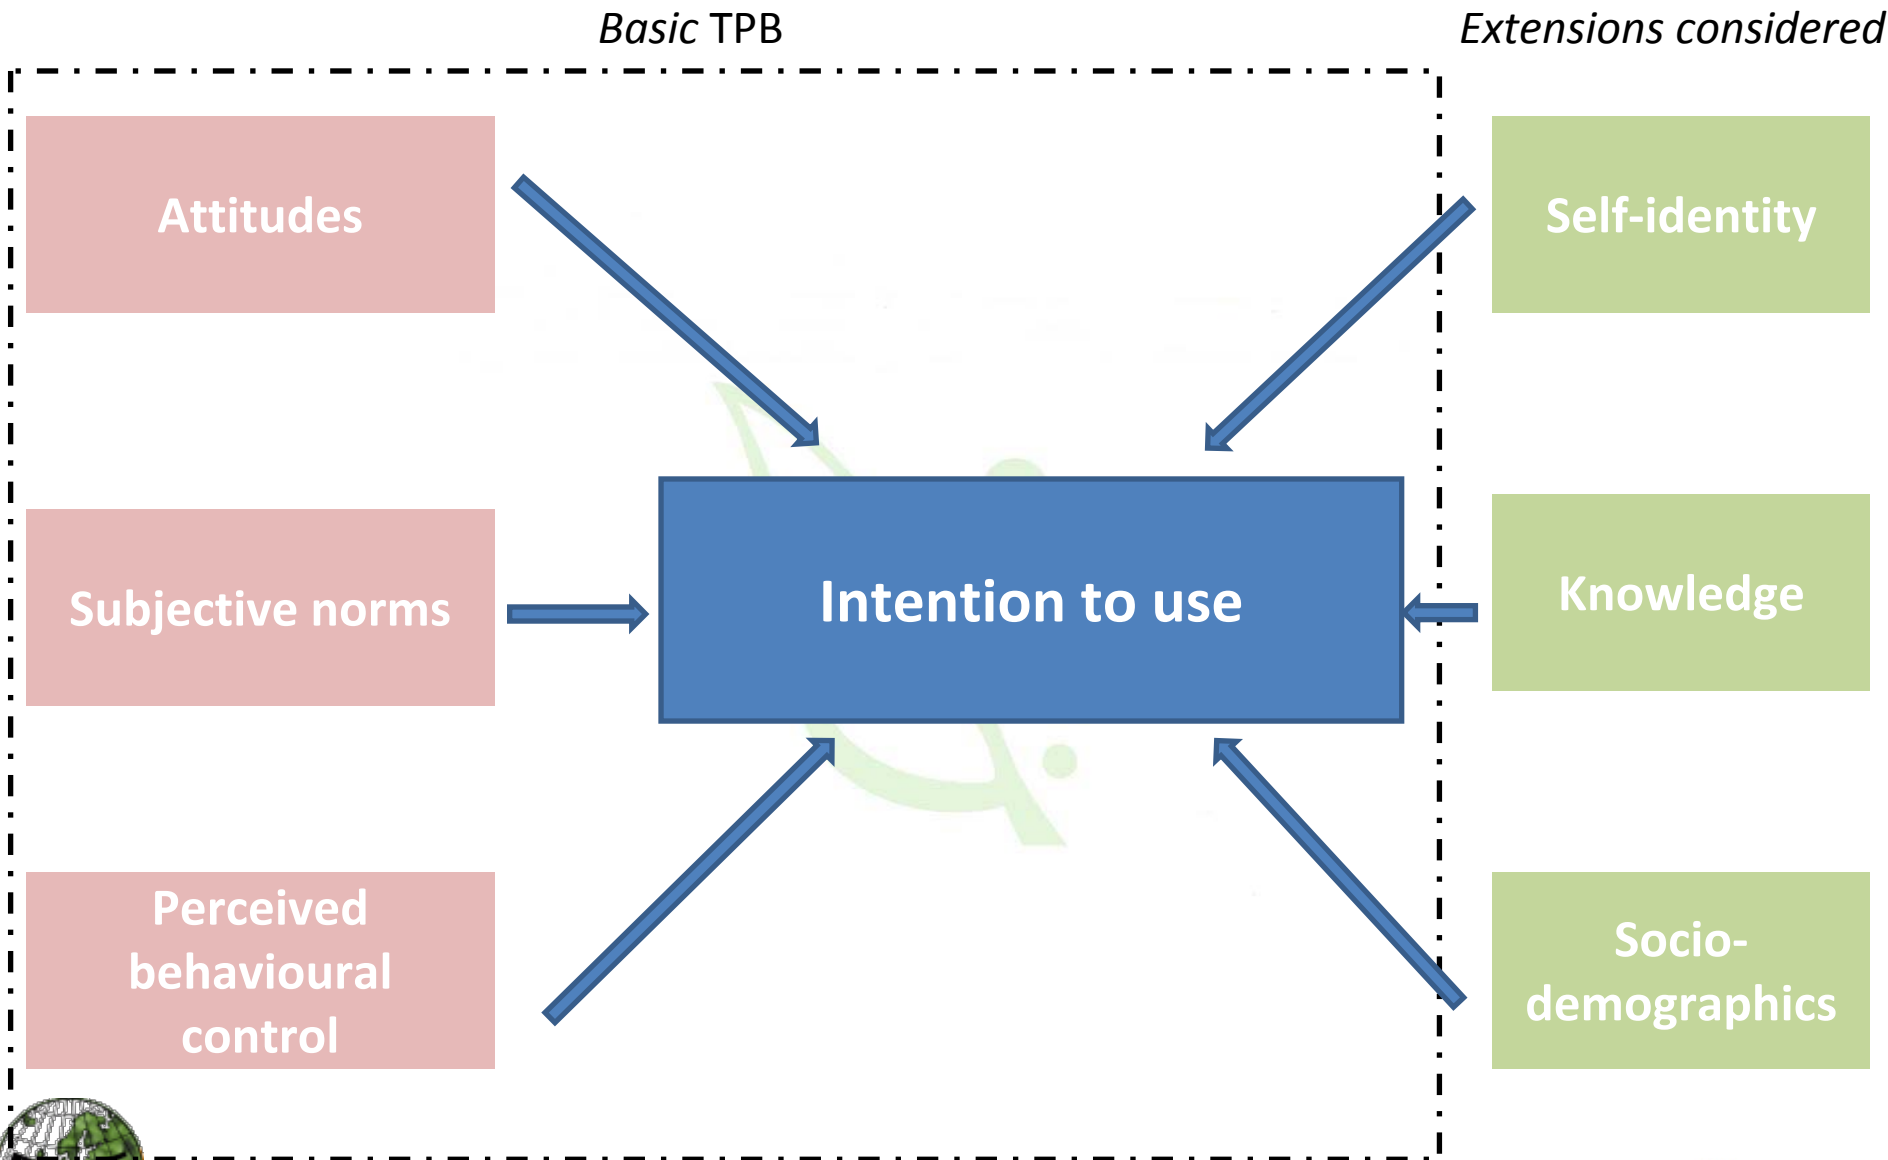 Basic TPB
Extensions considered
Attitudes
Self-identity
Subjective norms
Intention to use
Knowledge
Perceived
behavioural
control
Socio-
demographics